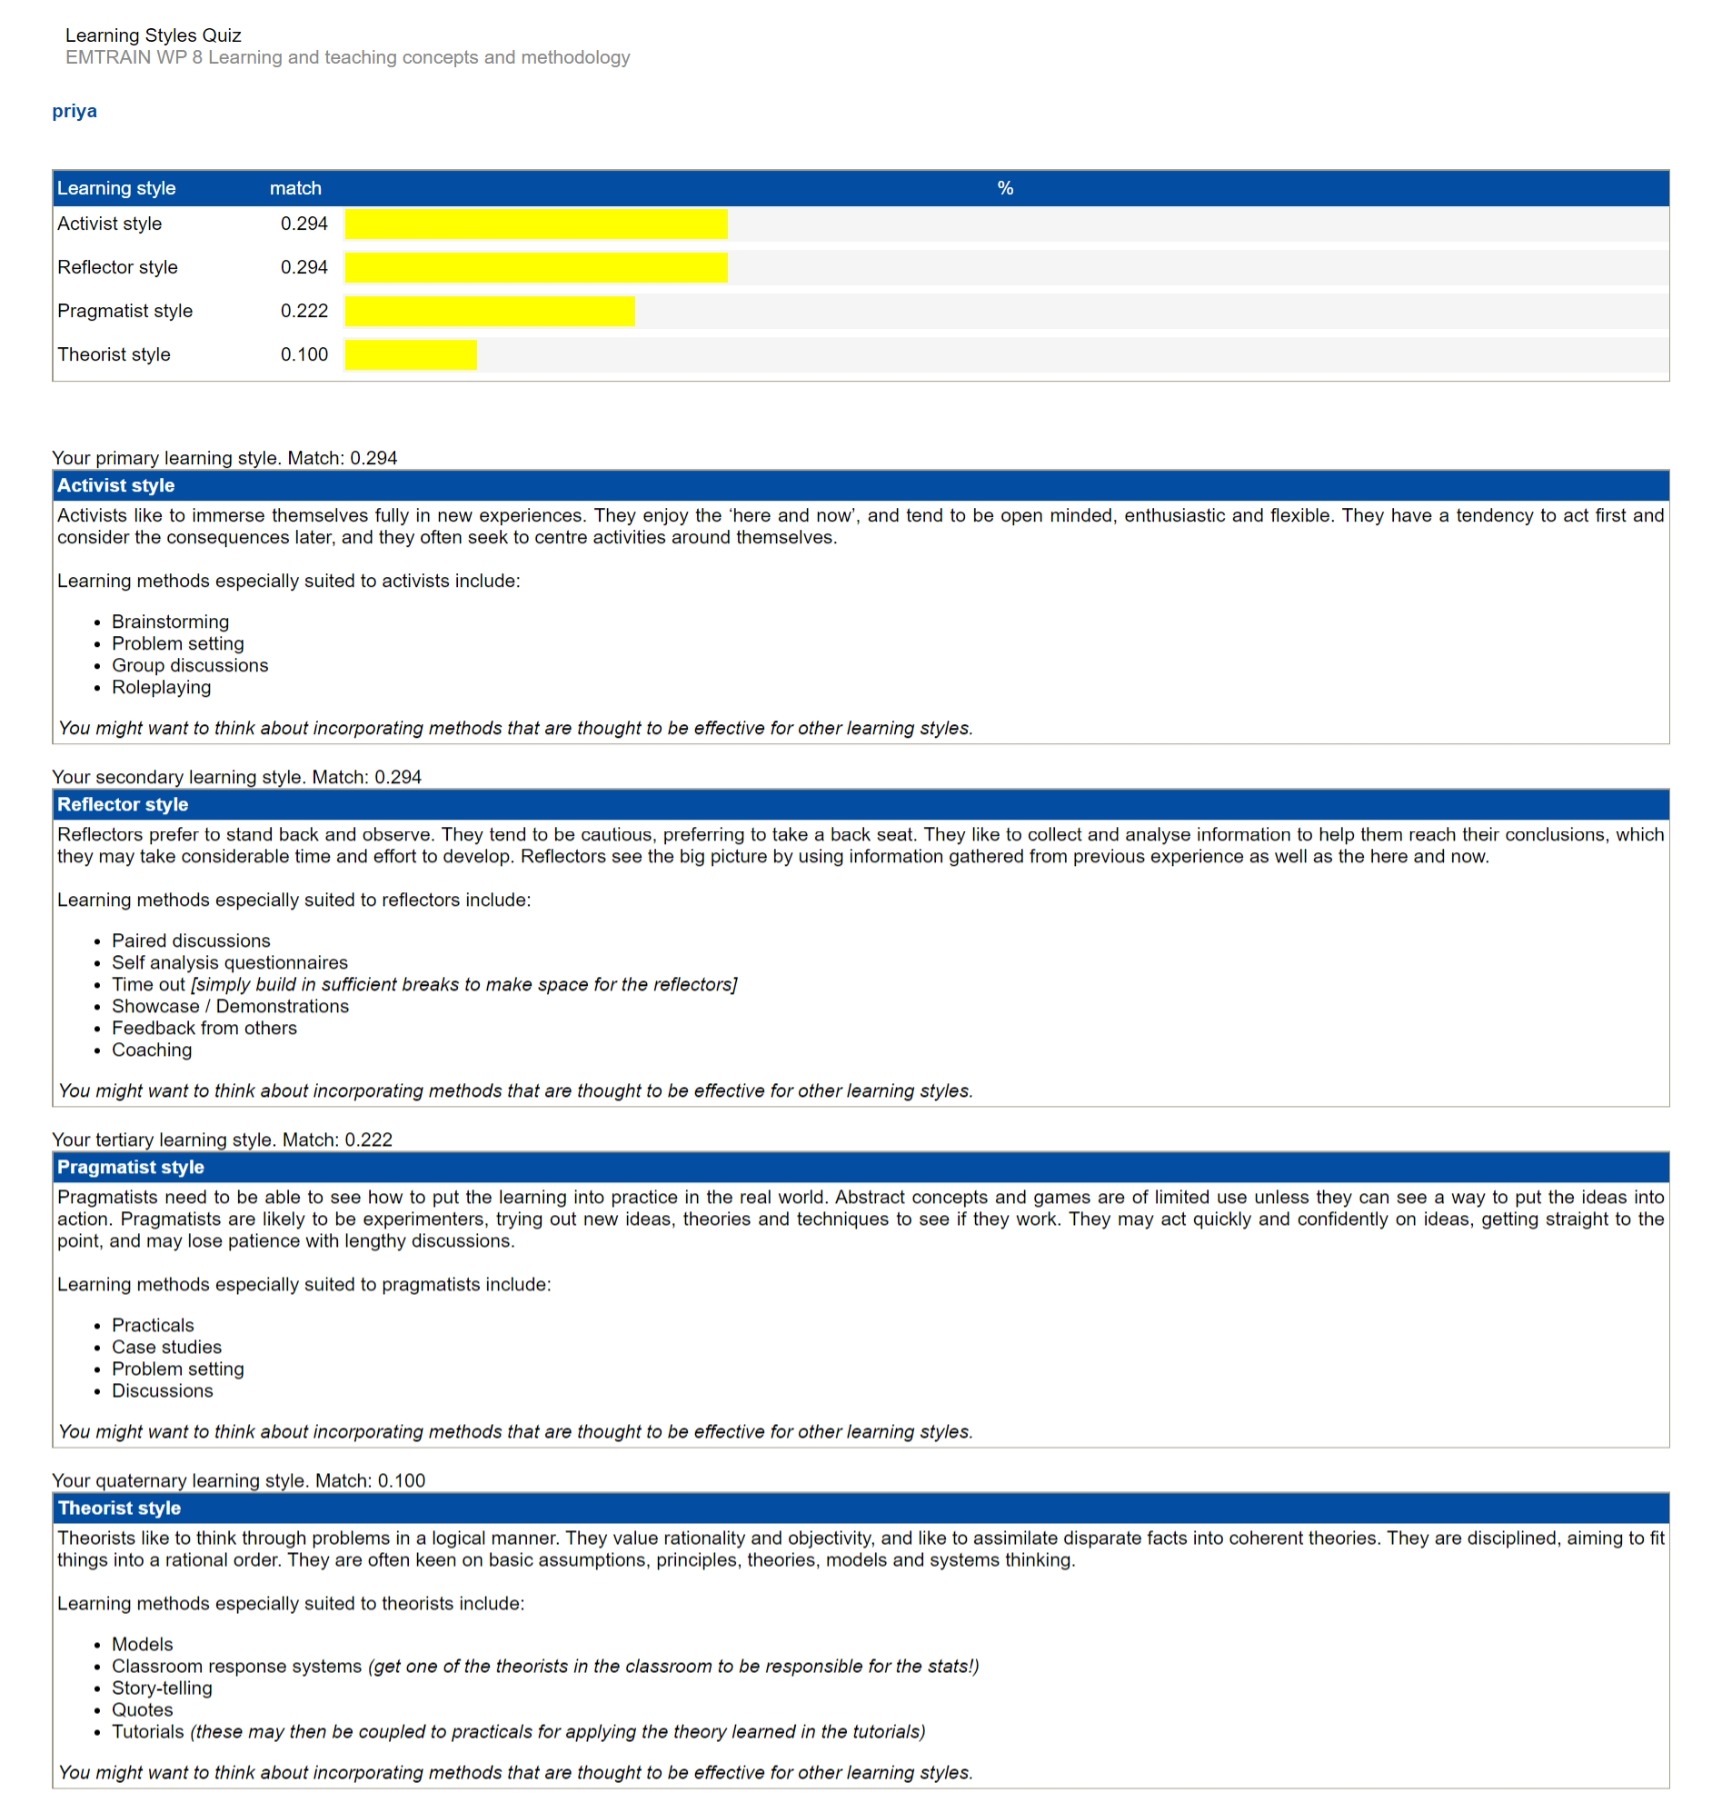 Learning Styles Quiz
EMTRAIN WP 8 Learning and teaching concepts and methodology
priya
Learning style match %
Activist style 0.294
Reflector style 0.294
Pragmatist style 0.222
Theorist style 0.100
Your primary learning style. Match: 0.294
Activist style
Activists like to immerse themselves fully in new experiences. They enjoy the ‘here and now’, and tend to be open minded, enthusiastic and flexible. They have a tendency to act first and
consider the consequences later, and they often seek to centre activities around themselves.
Learning methods especially suited to activists include:
• Brainstorming
• Problem setting
• Group discussions
• Roleplaying
You might want to think about incorporating methods that are thought to be effective for other learning styles.
Your secondary learning style. Match: 0.294
Reflector style
Reflectors prefer to stand back and observe. They tend to be cautious, preferring to take a back seat. They like to collect and analyse information to help them reach their conclusions, which
they may take considerable time and effort to develop. Reflectors see the big picture by using information gathered from previous experience as well as the here and now.
Learning methods especially suited to reflectors include:
• Paired discussions
• Self analysis questionnaires
• Time out [simply build in sufficient breaks to make space for the reflectors]
• Showcase / Demonstrations
• Feedback from others
• Coaching
You might want to think about incorporating methods that are thought to be effective for other learning styles.
Your tertiary learning style. Match: 0.222
Pragmatist style
Pragmatists need to be able to see how to put the learning into practice in the real world. Abstract concepts and games are of limited use unless they can see a way to put the ideas into
action. Pragmatists are likely to be experimenters, trying out new ideas, theories and techniques to see if they work. They may act quickly and confidently on ideas, getting straight to the
point, and may lose patience with lengthy discussions.
Learning methods especially suited to pragmatists include:
• Practicals
• Case studies
• Problem setting
• Discussions
You might want to think about incorporating methods that are thought to be effective for other learning styles.
Your quaternary learning style. Match: 0.100
Theorist style
Theorists like to think through problems in a logical manner. They value rationality and objectivity, and like to assimilate disparate facts into coherent theories. They are disciplined, aiming to fit
things into a rational order. They are often keen on basic assumptions, principles, theories, models and systems thinking.
Learning methods especially suited to theorists include:
• Models
• Classroom response systems (get one of the theorists in the classroom to be responsible for the stats!)
• Story-telling
• Quotes
• Tutorials (these may then be coupled to practicals for applying the theory learned in the tutorials)
You might want to think about incorporating methods that are thought to be effective for other learning styles.